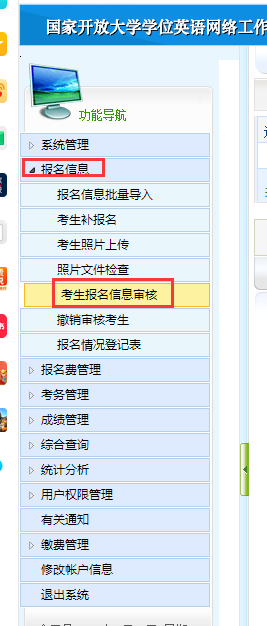 国家开放大学学位英语网络工作
功能导航
系统管理
报名信息
报名信息批量导入
考生补报名
考生照片上传
照片文件检查
考生报名信息审核
撤销审核考生
报名情况登记表
报名费管理
考务管理
成绩管理
综合查询
统计分析
用户权限管理
有关通知
缴费管理
修改帐户信息
退出系统